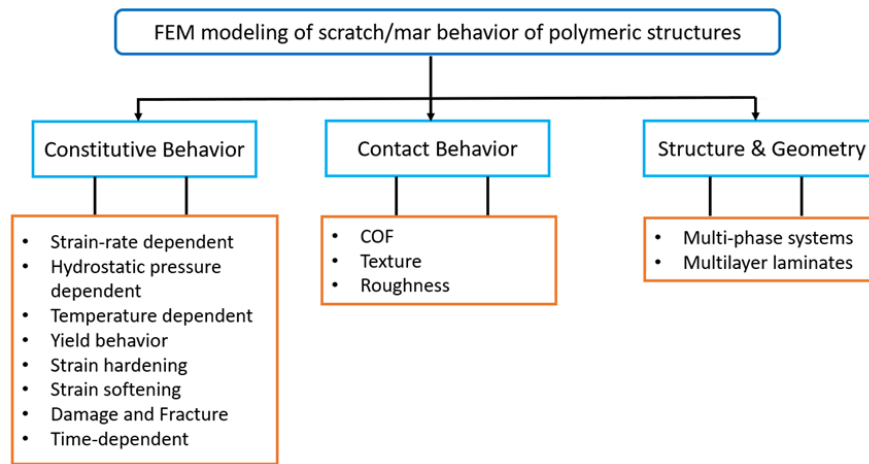 FEM modeling of scratch/mar behavior of polymeric structures
Constitutive Behavior
Contact Behavior
Structure & Geometry
• Strain-rate dependent
• Hydrostatic pressure
dependent
• Temperature dependent
• Yield behavior
• Strain hardening
• Strain softening
• Damage and Fracture
• Time-dependent
• COF
• Texture
• Roughness
• Multi-phase systems
• Multilayer laminates